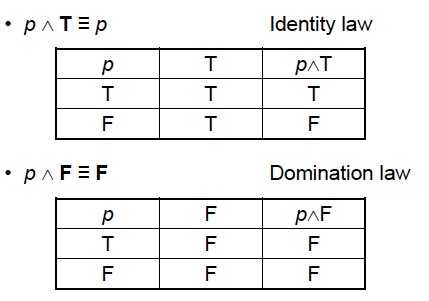 • p ∧ T ≡ p Identity law
p T p∧T
T T T
F T F
• p ∧ F ≡ F Domination law
p F p∧F
T F F
F F F